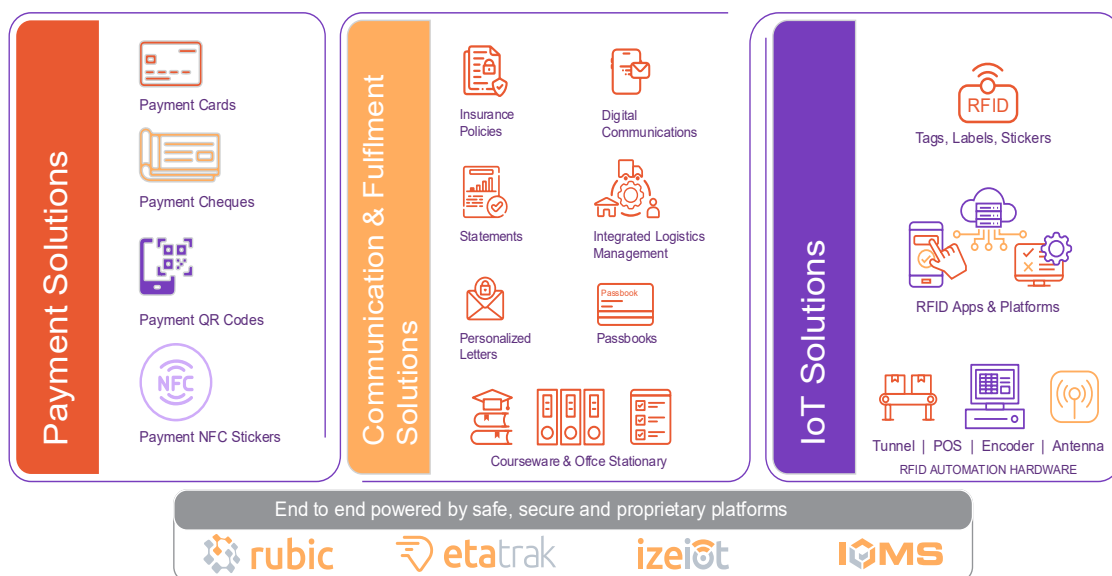 Payment Solutions
Payment Cards
Payment Cheques
Payment QR Codes
NFC
Payment NFC Stickers
Communication & Fulflment
Solutions
Insurance
Policies
Digital
Communications
Statements
Integrated Logistics
Management
Personalized
Letters
Passbook
Passbooks
Courseware & Offce Stationary
IoT Solutions
RFID
Tags, Labels, Stickers
RFID Apps & Platforms
Tunnel | POS | Encoder | Antenna
RFID AUTOMATION HARDWARE
End to end powered by safe, secure and proprietary platforms
rubic
etatrak
izeiot
IOMS